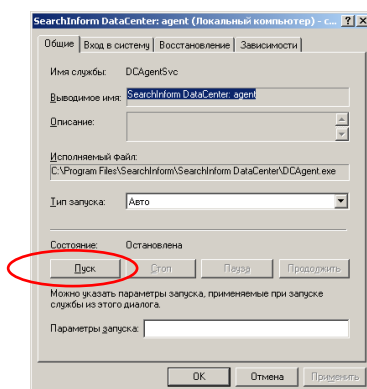 SearchInform DataCenter: agent (Локальный компьютер) – с...
Общие Вход в систему Восстановление Зависимости
Имя службы: DCAgentSvc
Выводимое имя: SearchInform DataCenter: agent
Описание:
Исполняемый файл:
C:\Program Files\SearchInform\SearchInform DataCenter\DCAgent.exe
Тип запуска: Авто
Состояние: Остановлена
Пуск Стоп Пауза Продолжить
Можно указать параметры запуска, применяемые при запуске
службы из этого диалога.
Параметры запуска:
OK Отмена Применить